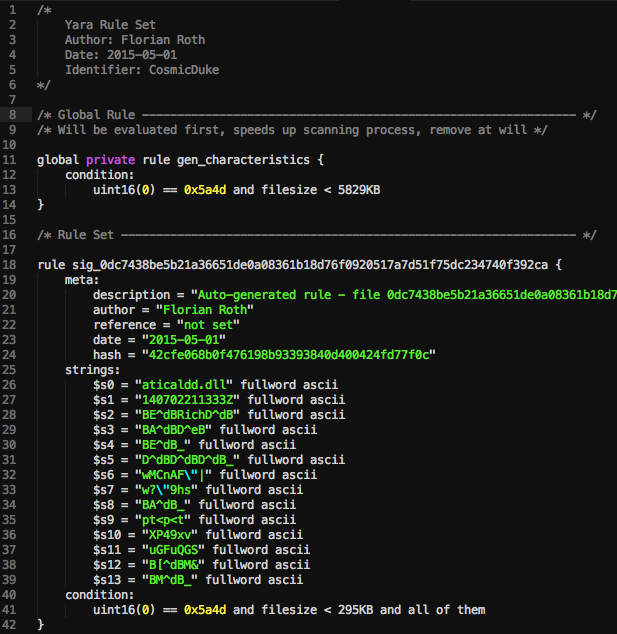 1 /*
2 Yara Rule Set
3 Author: Florian Roth
4 Date: 2015-05-01
5 Identifier: CosmicDuke
6 */
7
8 /* Global Rule -------------------------------------------------------------- */
9 /* Will be evaluated first, speeds up scanning process, remove at will */
10
11 global private rule gen_characteristics {
12 condition:
13 uint16(0) == 0x5a4d and filesize < 5829KB
14 }
15
16 /* Rule Set ----------------------------------------------------------------- */
17
18 rule sig_0dc7438be5b21a36651de0a08361b18d76f0920517a7d51f75dc234740f392ca {
19 meta:
20 description = "Auto-generated rule - file 0dc7438be5b21a36651de0a08361b18d7
21 author = "Florian Roth"
22 reference = "not set"
23 date = "2015-05-01"
24 hash = "42cfe068b0f476198b93393840d400424fd77f0c"
25 strings:
26 $s0 = "aticaldd.dll" fullword ascii
27 $s1 = "140702211333Z" fullword ascii
28 $s2 = "BE^dBRichD^dB" fullword ascii
29 $s3 = "BA^dBD^eB" fullword ascii
30 $s4 = "BE^dB_" fullword ascii
31 $s5 = "D^dBD^dBD^dB_" fullword ascii
32 $s6 = "wMCnAF\"|" fullword ascii
33 $s7 = "w?\"9hs" fullword ascii
34 $s8 = "BA^dB_" fullword ascii
35 $s9 = "pt<p<t" fullword ascii
36 $s10 = "XP49xv" fullword ascii
37 $s11 = "uGFuQGS" fullword ascii
38 $s12 = "B[^dBM&" fullword ascii
39 $s13 = "BM^dB_" fullword ascii
40 condition:
41 uint16(0) == 0x5a4d and filesize < 295KB and all of them
42 }